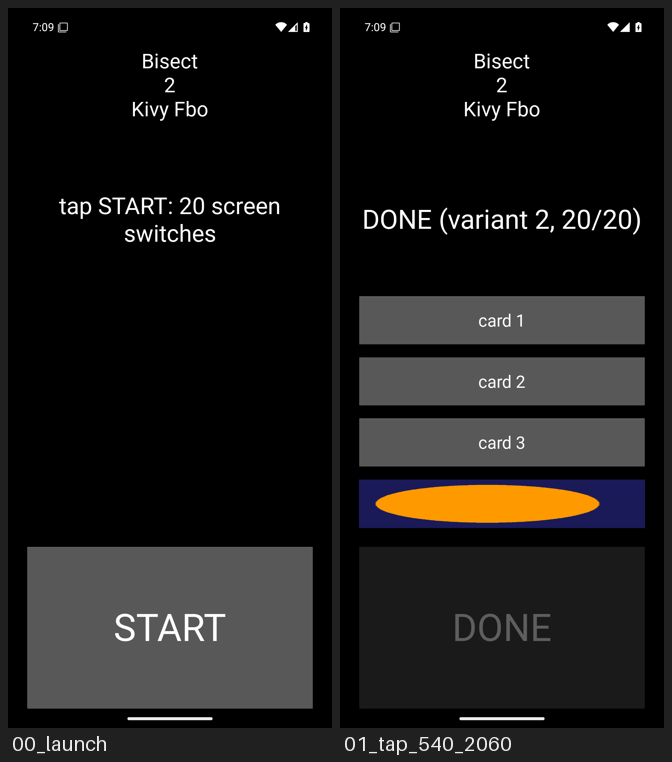 7:09
Bisect
2
Kivy Fbo
tap START: 20 screen
switches
START
00_launch
7:09
Bisect
2
Kivy Fbo
DONE (variant 2, 20/20)
card 1
card 2
card 3
DONE
01_tap_540_2060